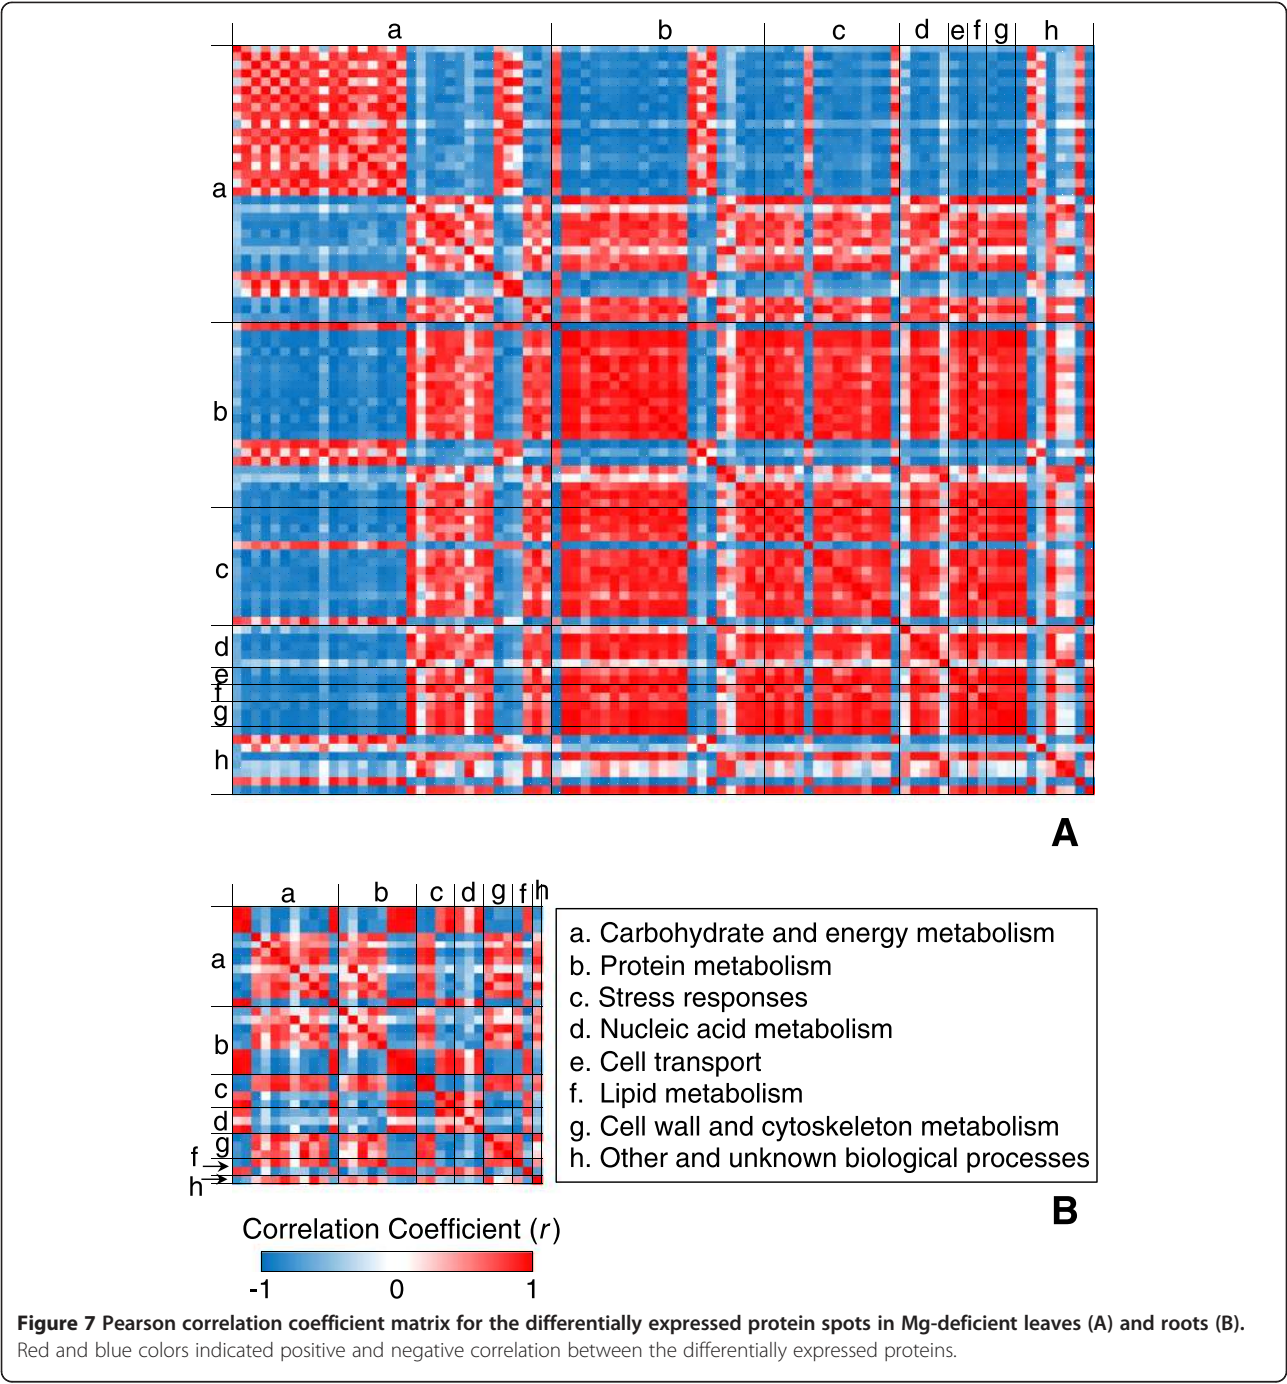 a b c d e f g h
a
b
c
d
e
f
g
h
A
a b c d g f h
a
b
c
d
g
f
h
a. Carbohydrate and energy metabolism
b. Protein metabolism
c. Stress responses
d. Nucleic acid metabolism
e. Cell transport
f. Lipid metabolism
g. Cell wall and cytoskeleton metabolism
h. Other and unknown biological processes
B
Correlation Coefficient (r)
-1 0 1
Figure 7 Pearson correlation coefficient matrix for the differentially expressed protein spots in Mg-deficient leaves (A) and roots (B).
Red and blue colors indicated positive and negative correlation between the differentially expressed proteins.